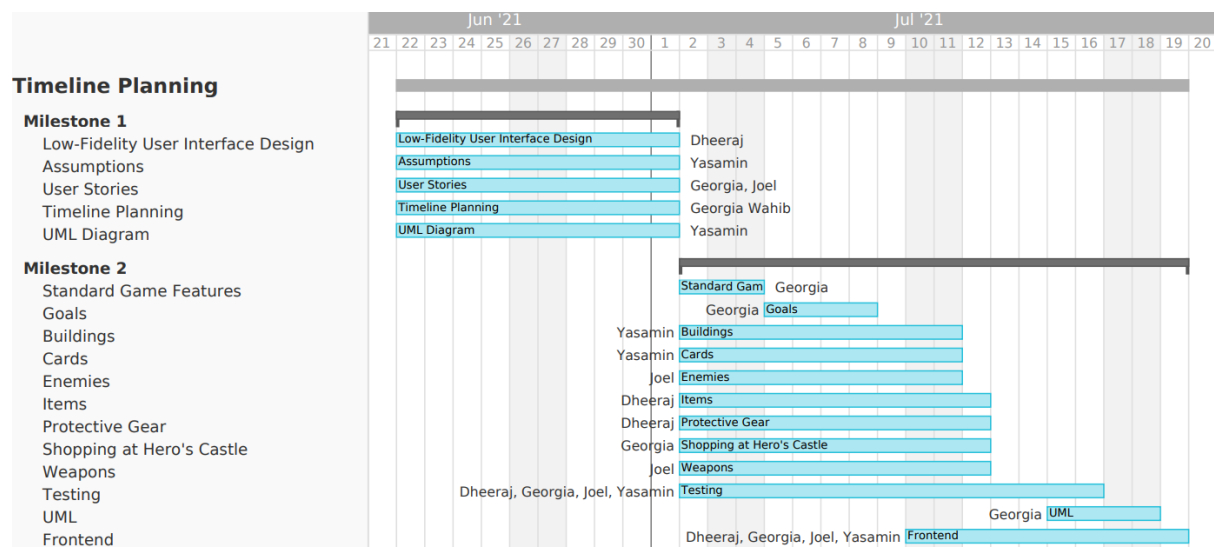 Jun '21 Jul '21
21 22 23 24 25 26 27 28 29 30 1 2 3 4 5 6 7 8 9 10 11 12 13 14 15 16 17 18 19 20
Timeline Planning
Milestone 1
Low-Fidelity User Interface Design Low-Fidelity User Interface Design Dheeraj
Assumptions Assumptions Yasamin
User Stories User Stories Georgia, Joel
Timeline Planning Timeline Planning Georgia Wahib
UML Diagram UML Diagram Yasamin
Milestone 2
Standard Game Features Standard Gam Georgia
Goals Georgia Goals
Buildings Yasamin Buildings
Cards Yasamin Cards
Enemies Joel Enemies
Items Dheeraj Items
Protective Gear Dheeraj Protective Gear
Shopping at Hero's Castle Georgia Shopping at Hero's Castle
Weapons Joel Weapons
Testing Dheeraj, Georgia, Joel, Yasamin Testing
UML Georgia UML
Frontend Dheeraj, Georgia, Joel, Yasamin Frontend